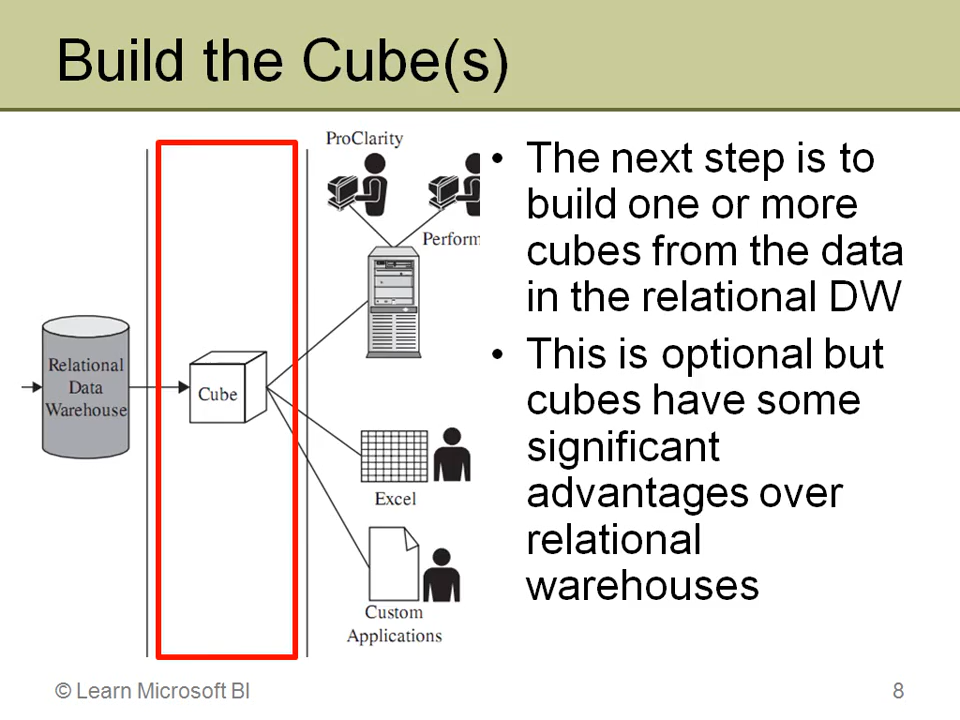 Build the Cube(s)
ProClarity
Perform
Relational
Data
Warehouse
Cube
Excel
Custom
Applications
• The next step is to
build one or more
cubes from the data
in the relational DW
• This is optional but
cubes have some
significant
advantages over
relational
warehouses
© Learn Microsoft BI
8